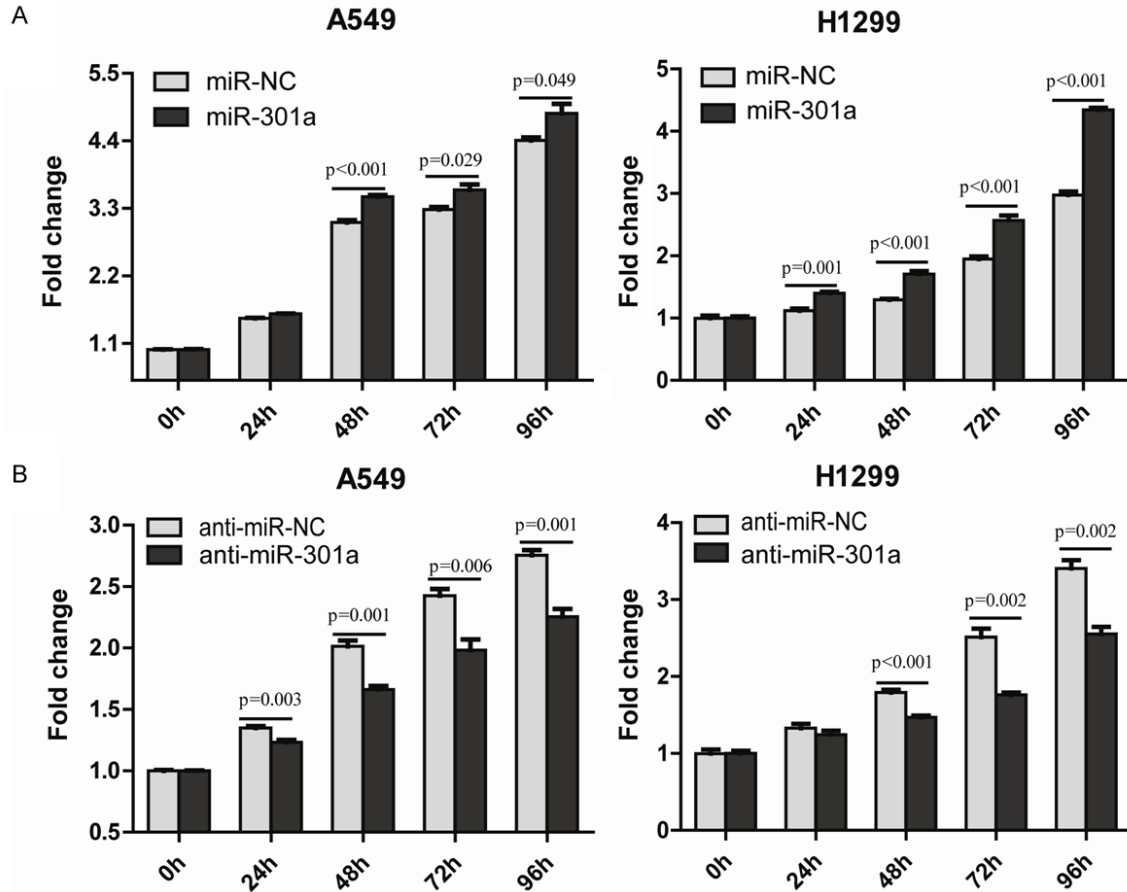 A
A549
5.5
4.4
3.3
2.2
1.1
Fold change
miR-NC
miR-301a
p<0.001
p=0.029
p=0.049
0h
24h
48h
72h
96h
H1299
5
4
3
2
1
0
Fold change
miR-NC
miR-301a
p=0.001
p<0.001
p<0.001
p<0.001
0h
24h
48h
72h
96h
B
A549
3.0
2.5
2.0
1.5
1.0
0.5
Fold change
anti-miR-NC
anti-miR-301a
p=0.003
p=0.001
p=0.006
p=0.001
0h
24h
48h
72h
96h
H1299
4
3
2
1
0
Fold change
anti-miR-NC
anti-miR-301a
p<0.001
p=0.002
p=0.002
0h
24h
48h
72h
96h